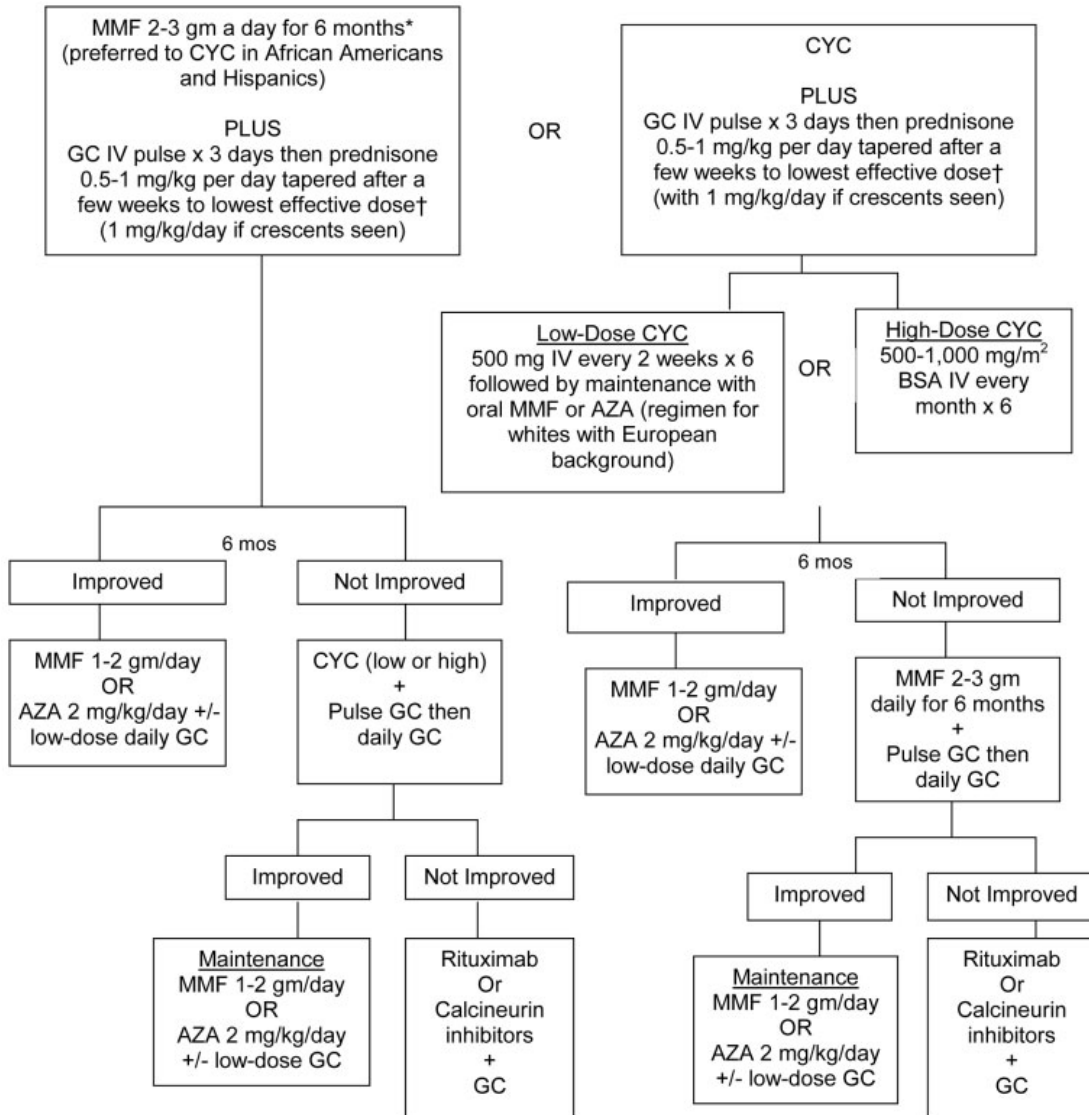 MMF 2-3 gm a day for 6 months*
(preferred to CYC in African Americans
and Hispanics)
PLUS
GC IV pulse x 3 days then prednisone
0.5-1 mg/kg per day tapered after a
few weeks to lowest effective dose†
(1 mg/kg/day if crescents seen)
OR
CYC
PLUS
GC IV pulse x 3 days then prednisone
0.5-1 mg/kg per day tapered after a
few weeks to lowest effective dose†
(with 1 mg/kg/day if crescents seen)
Low-Dose CYC
500 mg IV every 2 weeks x 6
followed by maintenance with
oral MMF or AZA (regimen for
whites with European
background)
OR
High-Dose CYC
500-1,000 mg/m²
BSA IV every
month x 6
6 mos
Improved
Not Improved
MMF 1-2 gm/day
OR
AZA 2 mg/kg/day +/-
low-dose daily GC
CYC (low or high)
+
Pulse GC then
daily GC
Improved
Not Improved
Maintenance
MMF 1-2 gm/day
OR
AZA 2 mg/kg/day
+/- low-dose GC
Rituximab
Or
Calcineurin
inhibitors
+
GC
6 mos
Improved
Not Improved
MMF 1-2 gm/day
OR
AZA 2 mg/kg/day +/-
low-dose daily GC
MMF 2-3 gm
daily for 6 months
+
Pulse GC then
daily GC
Improved
Not Improved
Maintenance
MMF 1-2 gm/day
OR
AZA 2 mg/kg/day
+/- low-dose GC
Rituximab
Or
Calcineurin
inhibitors
+
GC